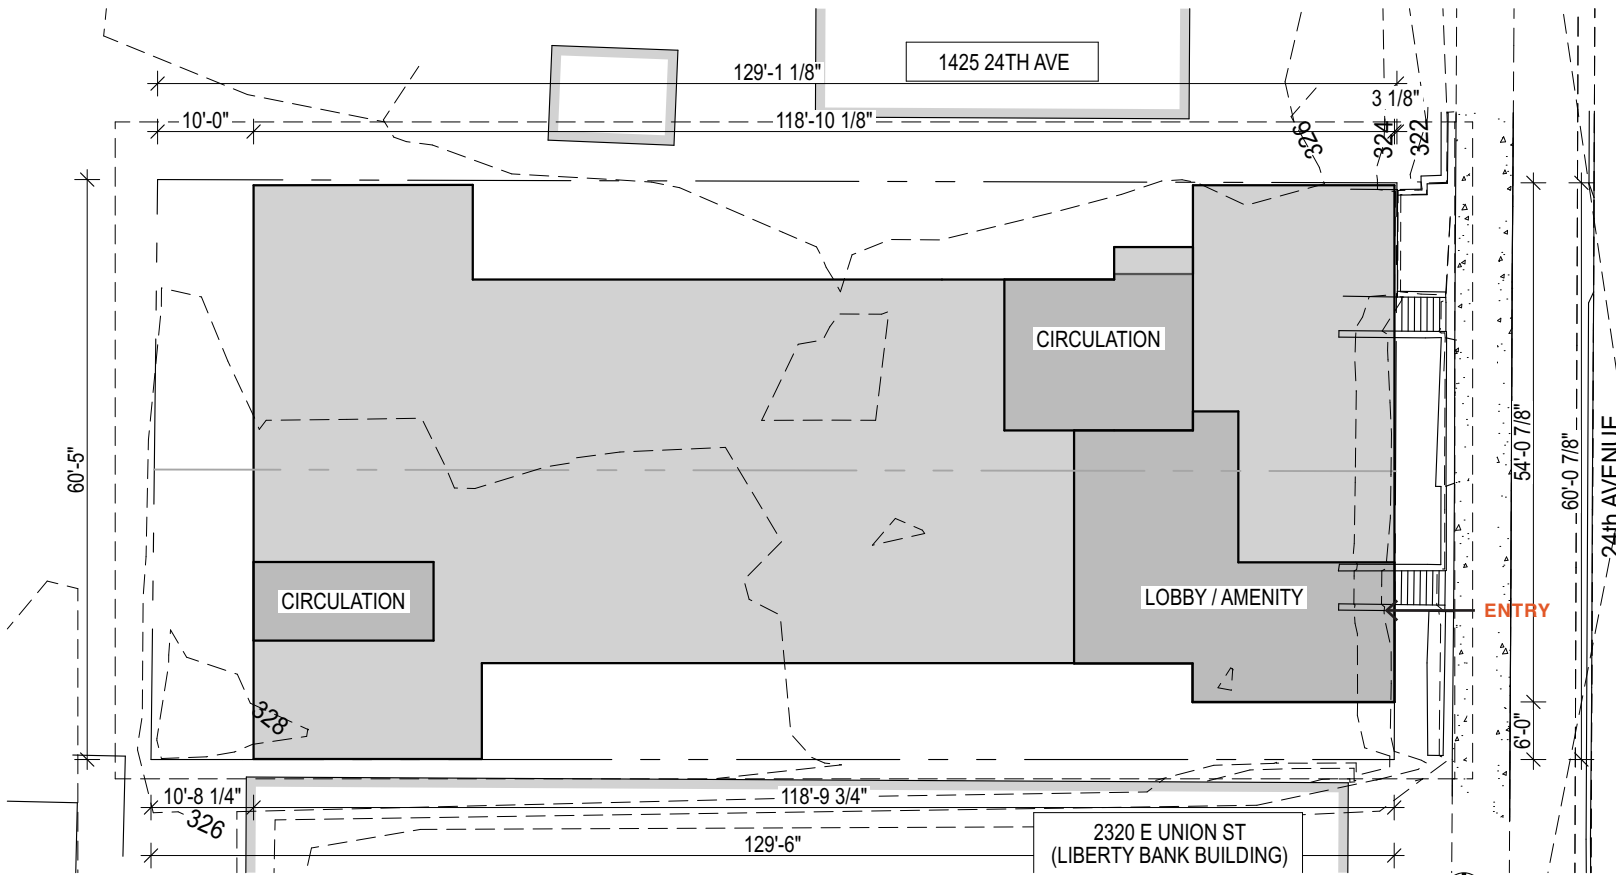 1425 24TH AVE
129'-1 1/8"
3 1/8"
10'-0"
118'-10 1/8"
326
324
322
CIRCULATION
60'-5"
54'-0 7/8"
60'-0 7/8"
24th AVENUE
CIRCULATION
LOBBY / AMENITY
ENTRY
328
6'-0"
10'-8 1/4"
118'-9 3/4"
326
129'-6"
2320 E UNION ST
(LIBERTY BANK BUILDING)